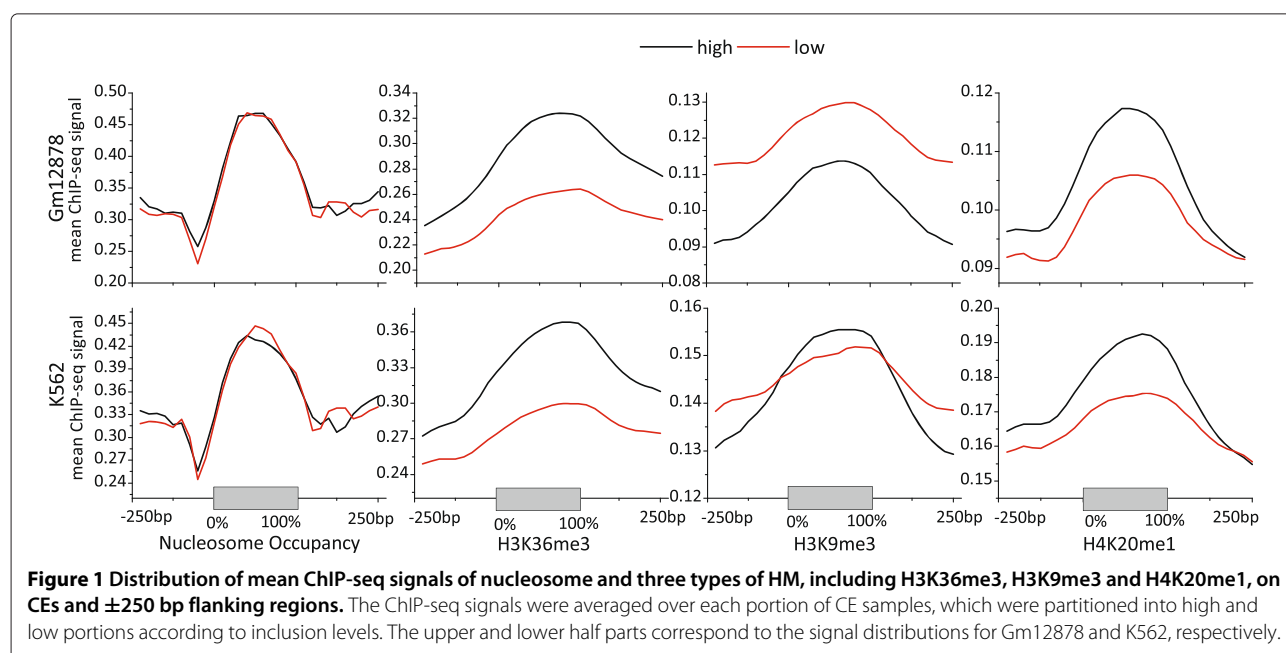 high low
0.50 0.45 0.40 0.35 0.30 0.25 0.20
0.34 0.32 0.30 0.28 0.26 0.24 0.22 0.20
0.13 0.12 0.11 0.10 0.09 0.08
0.12 0.11 0.10 0.09
Gm12878
mean ChIP-seq signal
0.45 0.42 0.39 0.36 0.33 0.30 0.27 0.24
0.36 0.33 0.30 0.27 0.24
0.16 0.15 0.14 0.13 0.12
0.20 0.19 0.18 0.17 0.16 0.15
K562
mean ChIP-seq signal
-250bp 0% 100% 250bp 0% 100% 250bp 0% 100% 250bp 0% 100% 250bp
Nucleosome Occupancy H3K36me3 H3K9me3 H4K20me1
Figure 1 Distribution of mean ChIP-seq signals of nucleosome and three types of HM, including H3K36me3, H3K9me3 and H4K20me1, on
CEs and ±250 bp flanking regions. The ChIP-seq signals were averaged over each portion of CE samples, which were partitioned into high and
low portions according to inclusion levels. The upper and lower half parts correspond to the signal distributions for Gm12878 and K562, respectively.